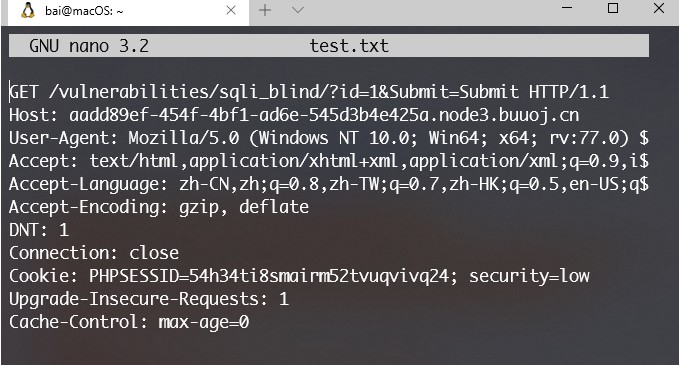 bai@macOS: ~
GNU nano 3.2 test.txt
GET /vulnerabilities/sqli_blind/?id=1&Submit=Submit HTTP/1.1
Host: aadd89ef-454f-4bf1-ad6e-545d3b4e425a.node3.buuoj.cn
User-Agent: Mozilla/5.0 (Windows NT 10.0; Win64; x64; rv:77.0) $
Accept: text/html,application/xhtml+xml,application/xml;q=0.9,i$
Accept-Language: zh-CN,zh;q=0.8,zh-TW;q=0.7,zh-HK;q=0.5,en-US;q$
Accept-Encoding: gzip, deflate
DNT: 1
Connection: close
Cookie: PHPSESSID=54h34ti8smairm52tvuqvivq24; security=low
Upgrade-Insecure-Requests: 1
Cache-Control: max-age=0